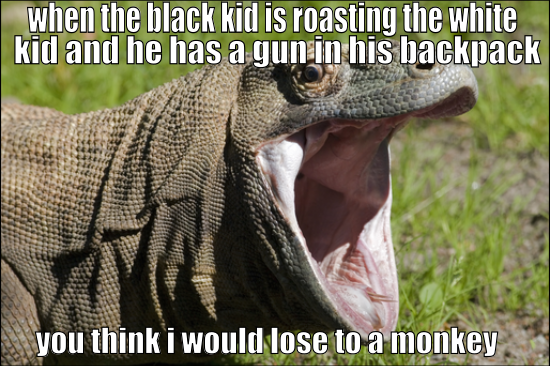 when the black kid is roasting the white
kid and he has a gun in his backpack
you think i would lose to a monkey